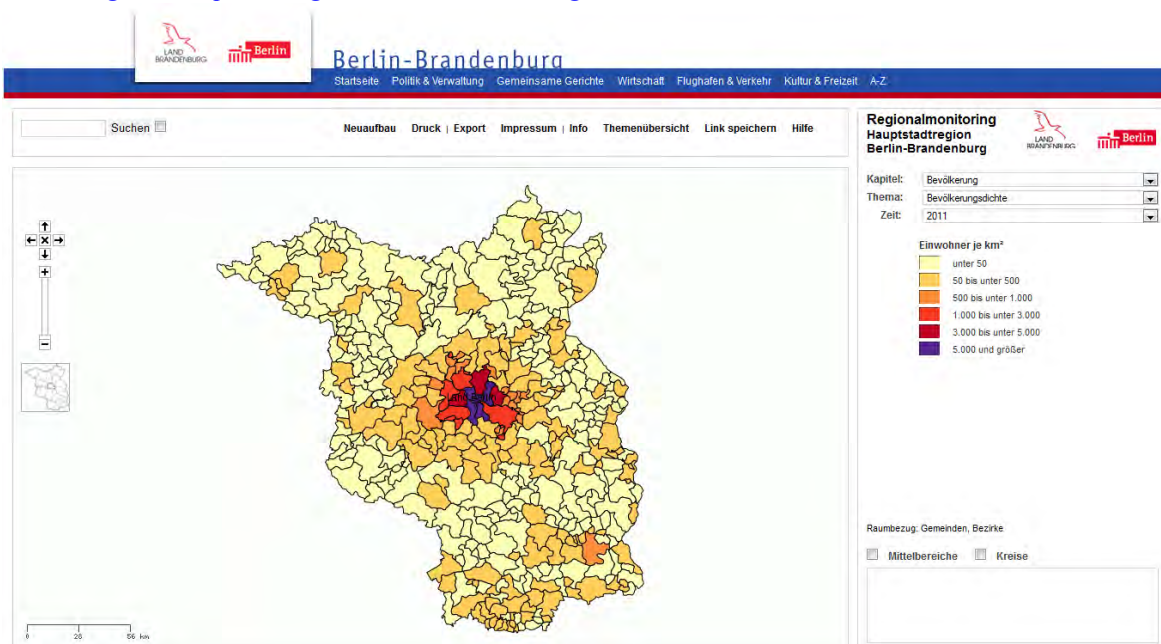 LAND
BRANDENBURG
Berlin
Berlin-Brandenburg
Startseite Politik & Verwaltung Gemeinsame Gerichte Wirtschaft Flughafen & Verkehr Kultur & Freizeit A-Z
Suchen
Neuaufbau Druck | Export Impressum | Info Themenübersicht Link speichern Hilfe
Regionalmonitoring
Hauptstadtregion
Berlin-Brandenburg
LAND
BRANDENBURG
Berlin
Kapitel: Bevölkerung
Thema: Bevölkerungsdichte
Zeit: 2011
Einwohner je km²
unter 50
50 bis unter 500
500 bis unter 1.000
1.000 bis unter 3.000
3.000 bis unter 5.000
5.000 und größer
Land Berlin
Raumbezug: Gemeinden, Bezirke
Mittelbereiche Kreise
0 28 56 km